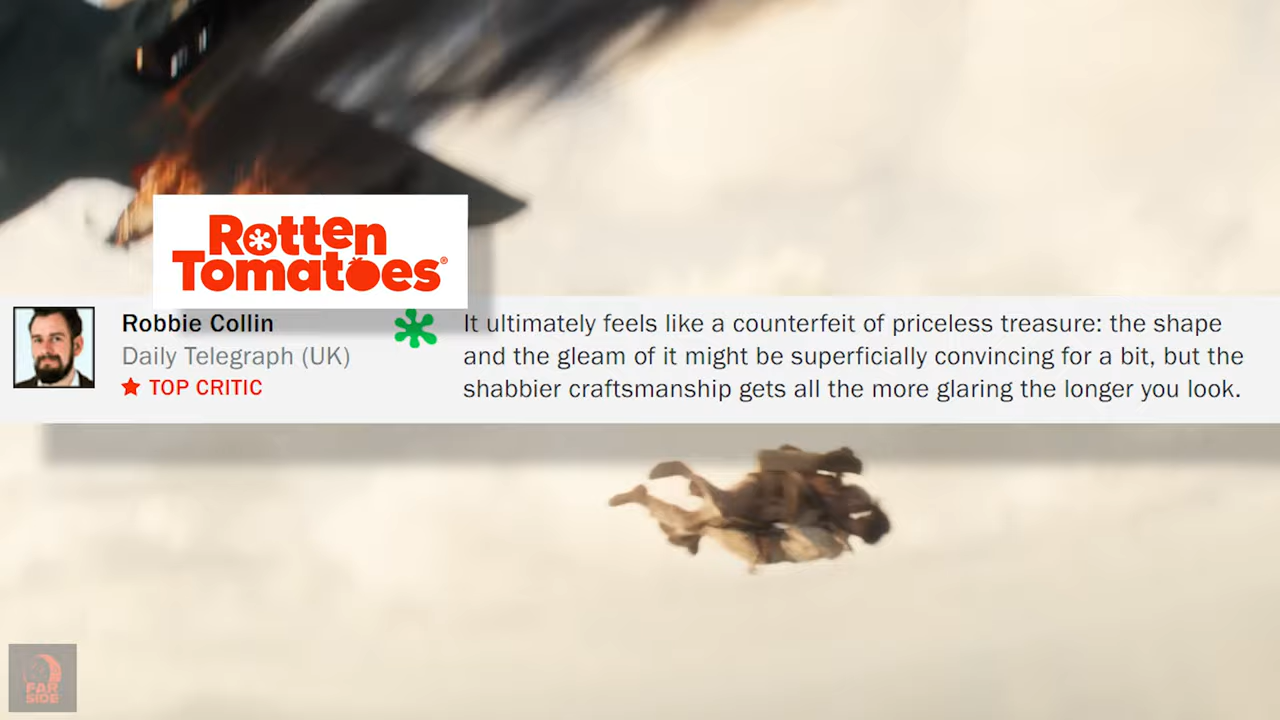 Rotten
Tomatoes®
Robbie Collin
Daily Telegraph (UK)
TOP CRITIC
It ultimately feels like a counterfeit of priceless treasure: the shape
and the gleam of it might be superficially convincing for a bit, but the
shabbier craftsmanship gets all the more glaring the longer you look.
FAR
SIDE